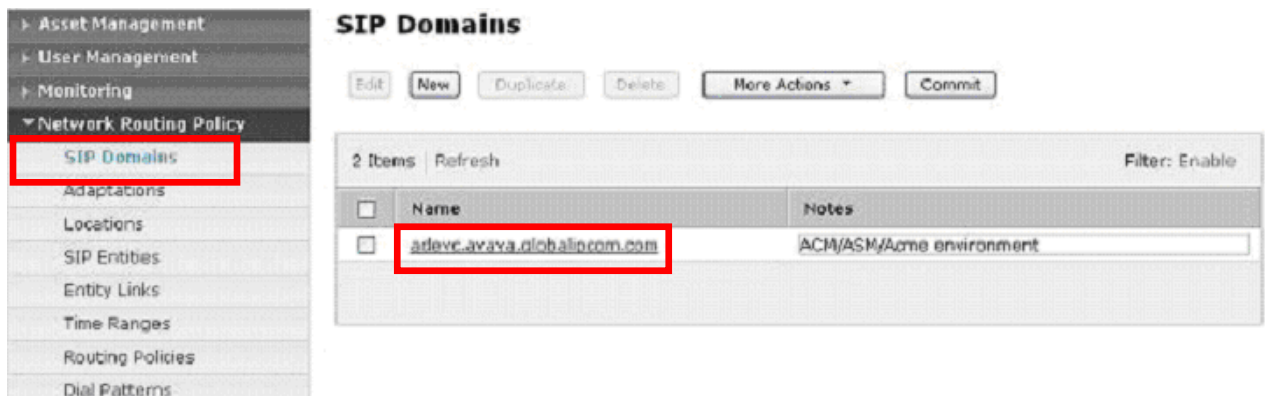 Asset Management
User Management
Monitoring
Network Routing Policy
SIP Domains
Adaptations
Locations
SIP Entities
Entity Links
Time Ranges
Routing Policies
Dial Patterns
SIP Domains
Edit New Duplicate Delete More Actions Commit
2 Items Refresh Filter: Enable
Name Notes
adevc.avaya.globalipcom.com ACM/ASM/Acme environment